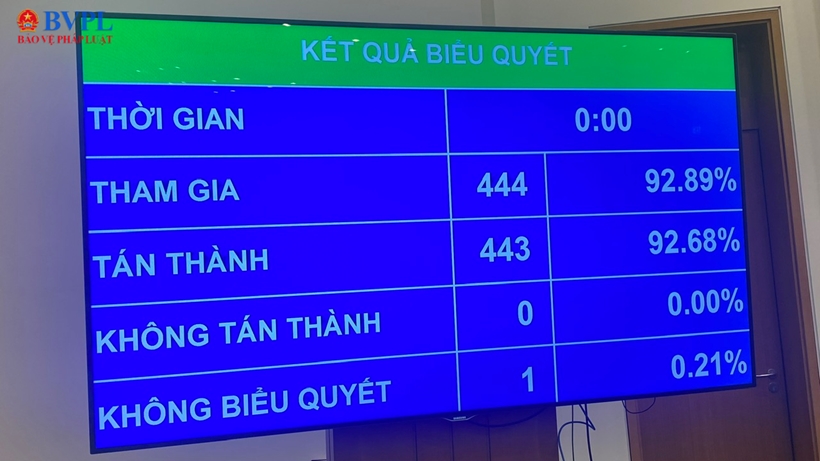 BVPL
BẢO VỆ PHÁP LUẬT
KẾT QUẢ BIỂU QUYẾT
THỜI GIAN 0:00
THAM GIA 444 92.89%
TÁN THÀNH 443 92.68%
KHÔNG TÁN THÀNH 0 0.00%
KHÔNG BIỂU QUYẾT 1 0.21%